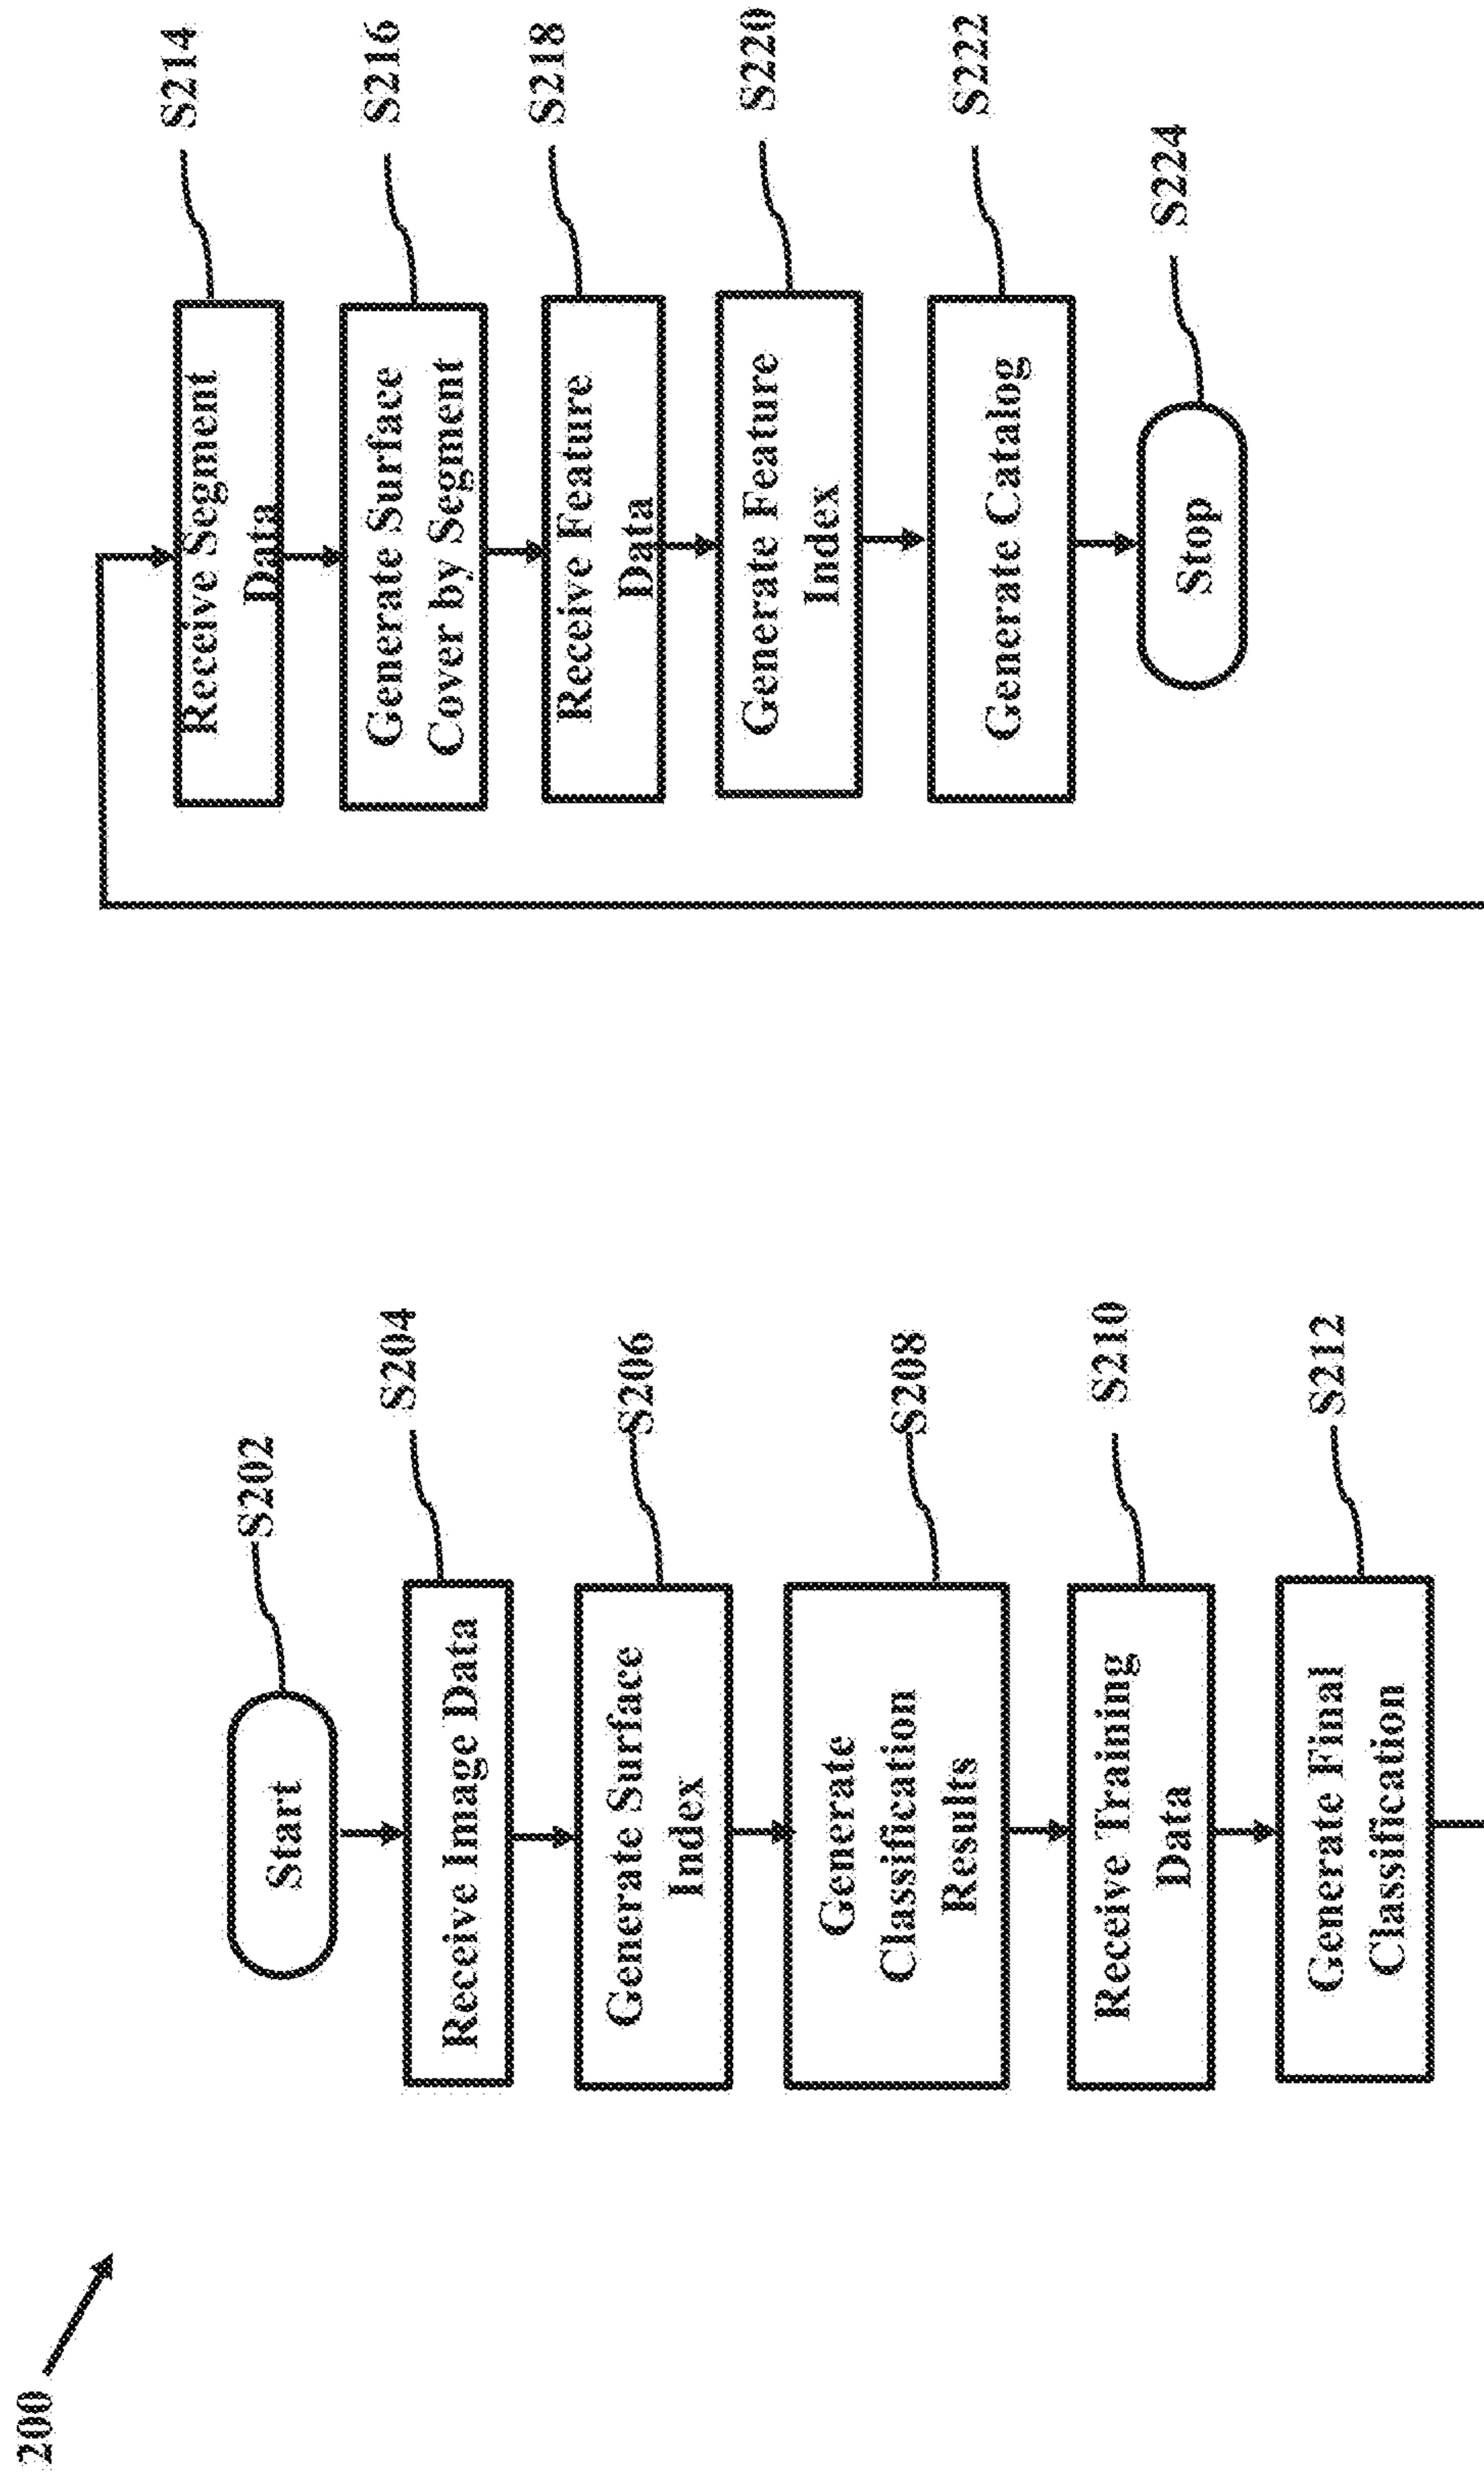 200
Start
S202
Receive Image Data
S204
Generate Surface
Index
S206
Generate
Classification
Results
S208
Receive Training
Data
S210
Generate Final
Classification
S212
Receive Segment
Data
S214
Generate Surface
Cover by Segment
S216
Receive Feature
Data
S218
Generate Feature
Index
S220
Generate Catalog
S222
Stop
S224